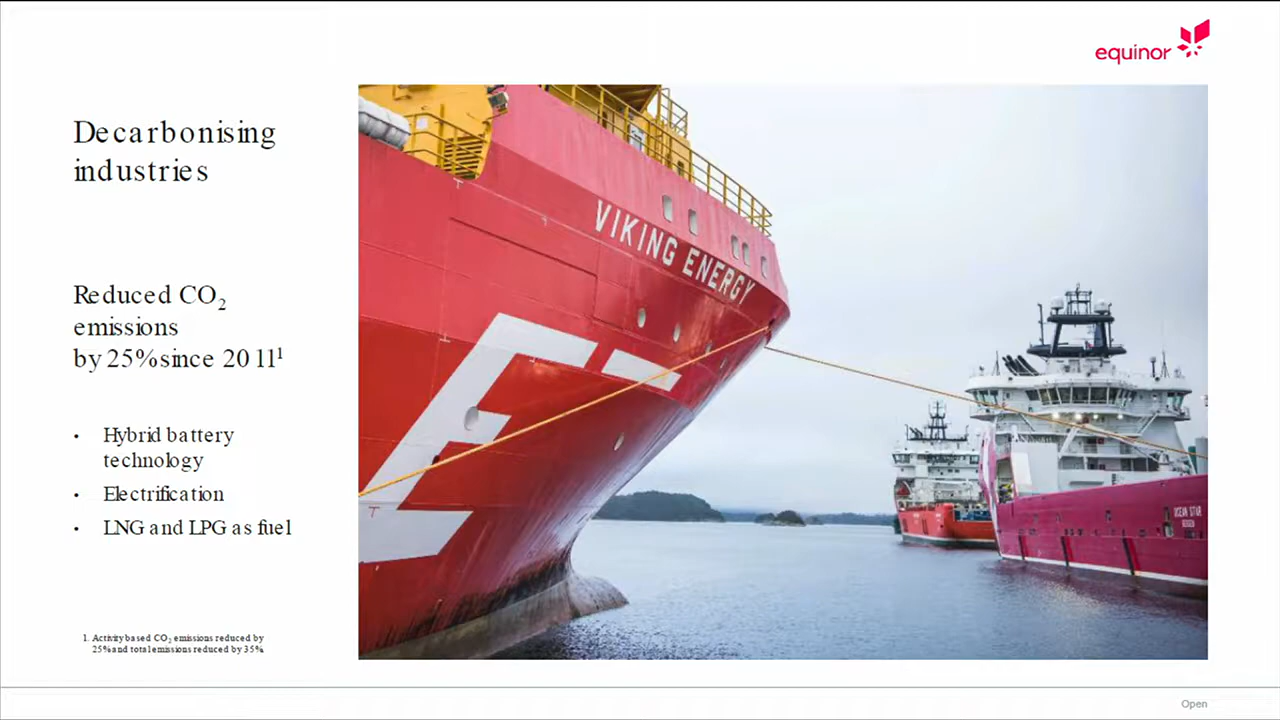 equinor
Decarbonising
industries
Reduced CO₂
emissions
by 25% since 2011¹
• Hybrid battery
technology
• Electrification
• LNG and LPG as fuel
1. Activity based CO₂ emissions reduced by
25% and total emissions reduced by 35%.
VIKING ENERGY
OCEAN STAR
BERGEN
Open